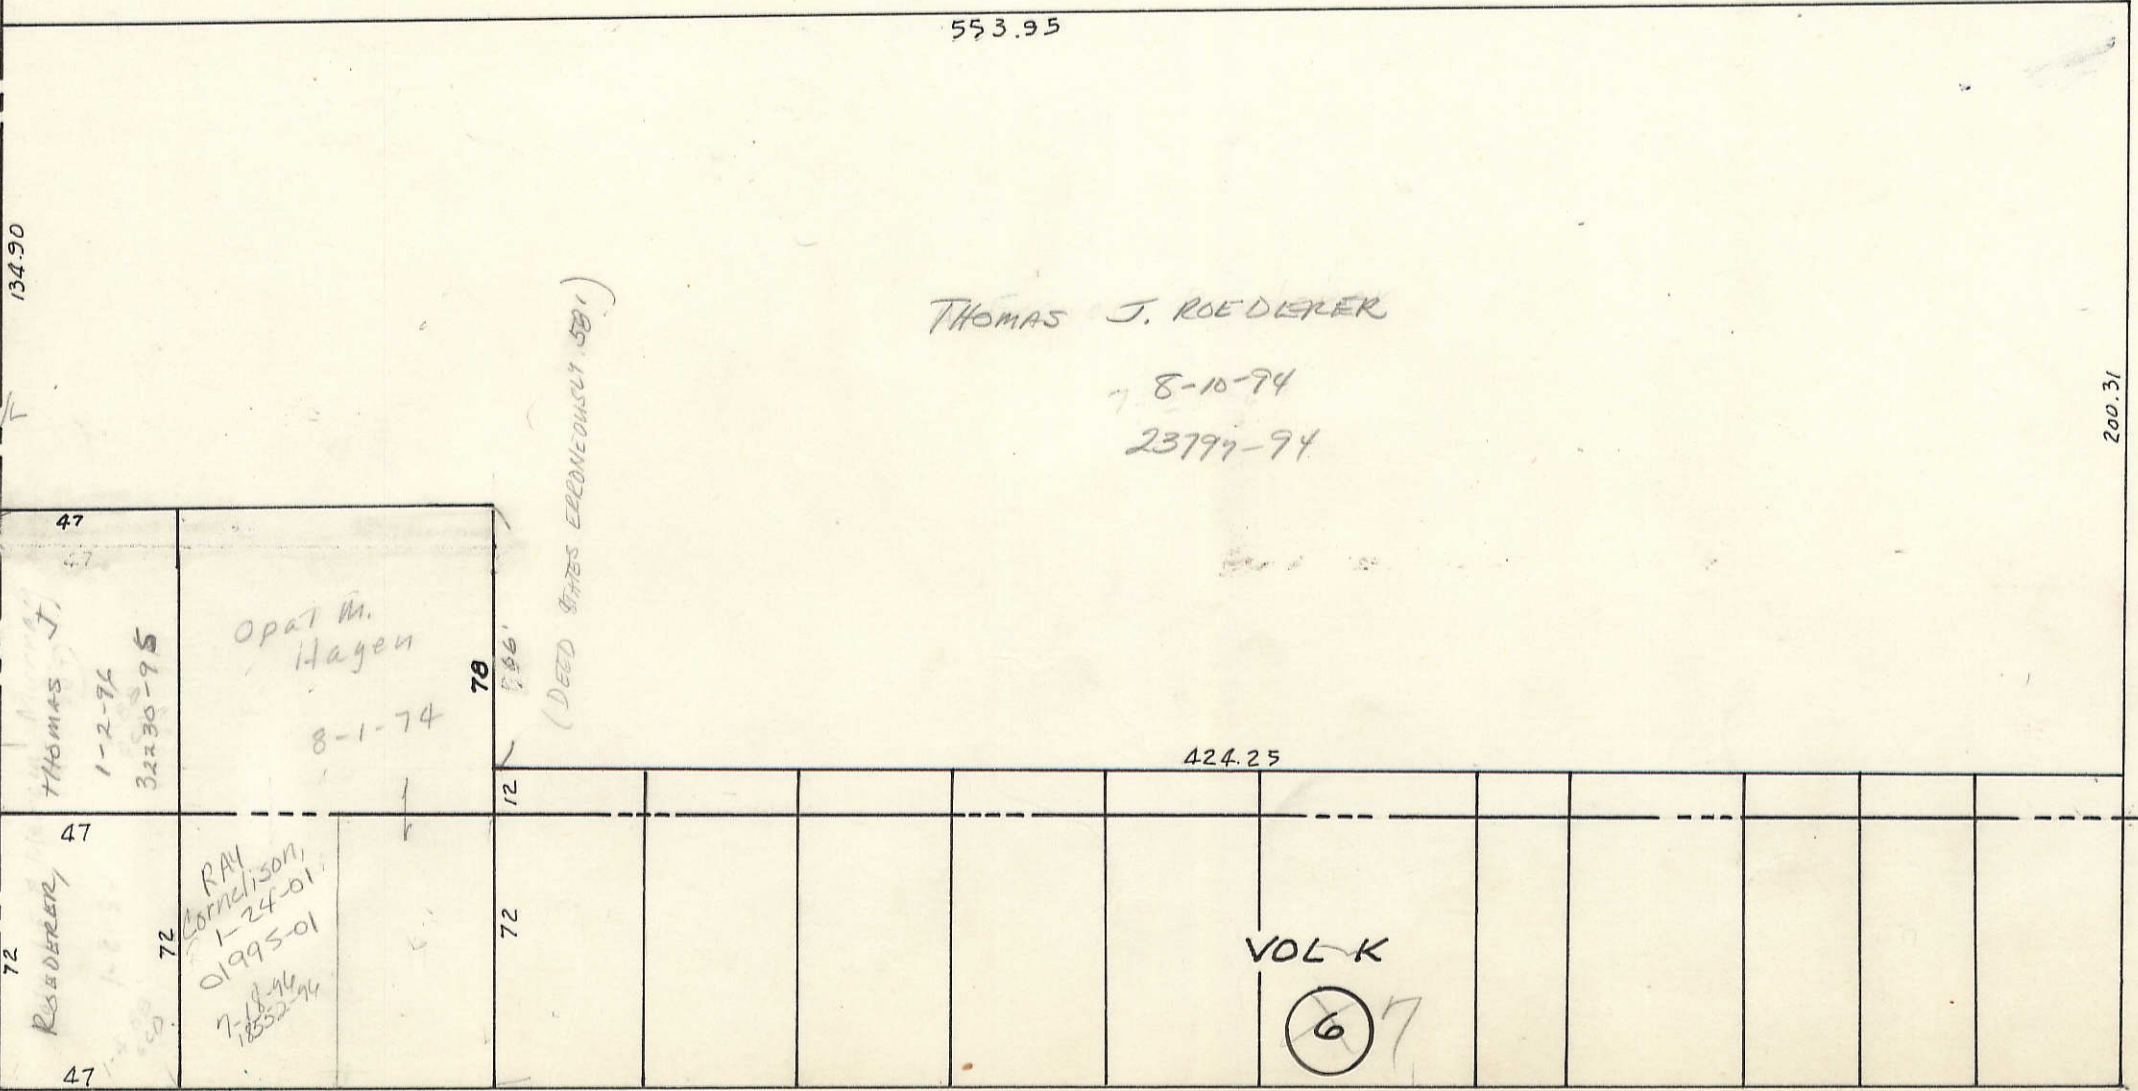 553.95
134.90
THOMAS J. ROEDERER
8-10-94
23797-94
200.31
(DEED STATES ERRONEOUSLY .58')
47
47
THOMAS J.
1-2-96
32230-95
Opal M.
Hagen
8-1-74
78
424.25
12
47
ROEDERER,
72
72
RAY
Cornelison,
1-24-01
01995-01
7-18-94
18552-94
72
VOL K
6 7
47